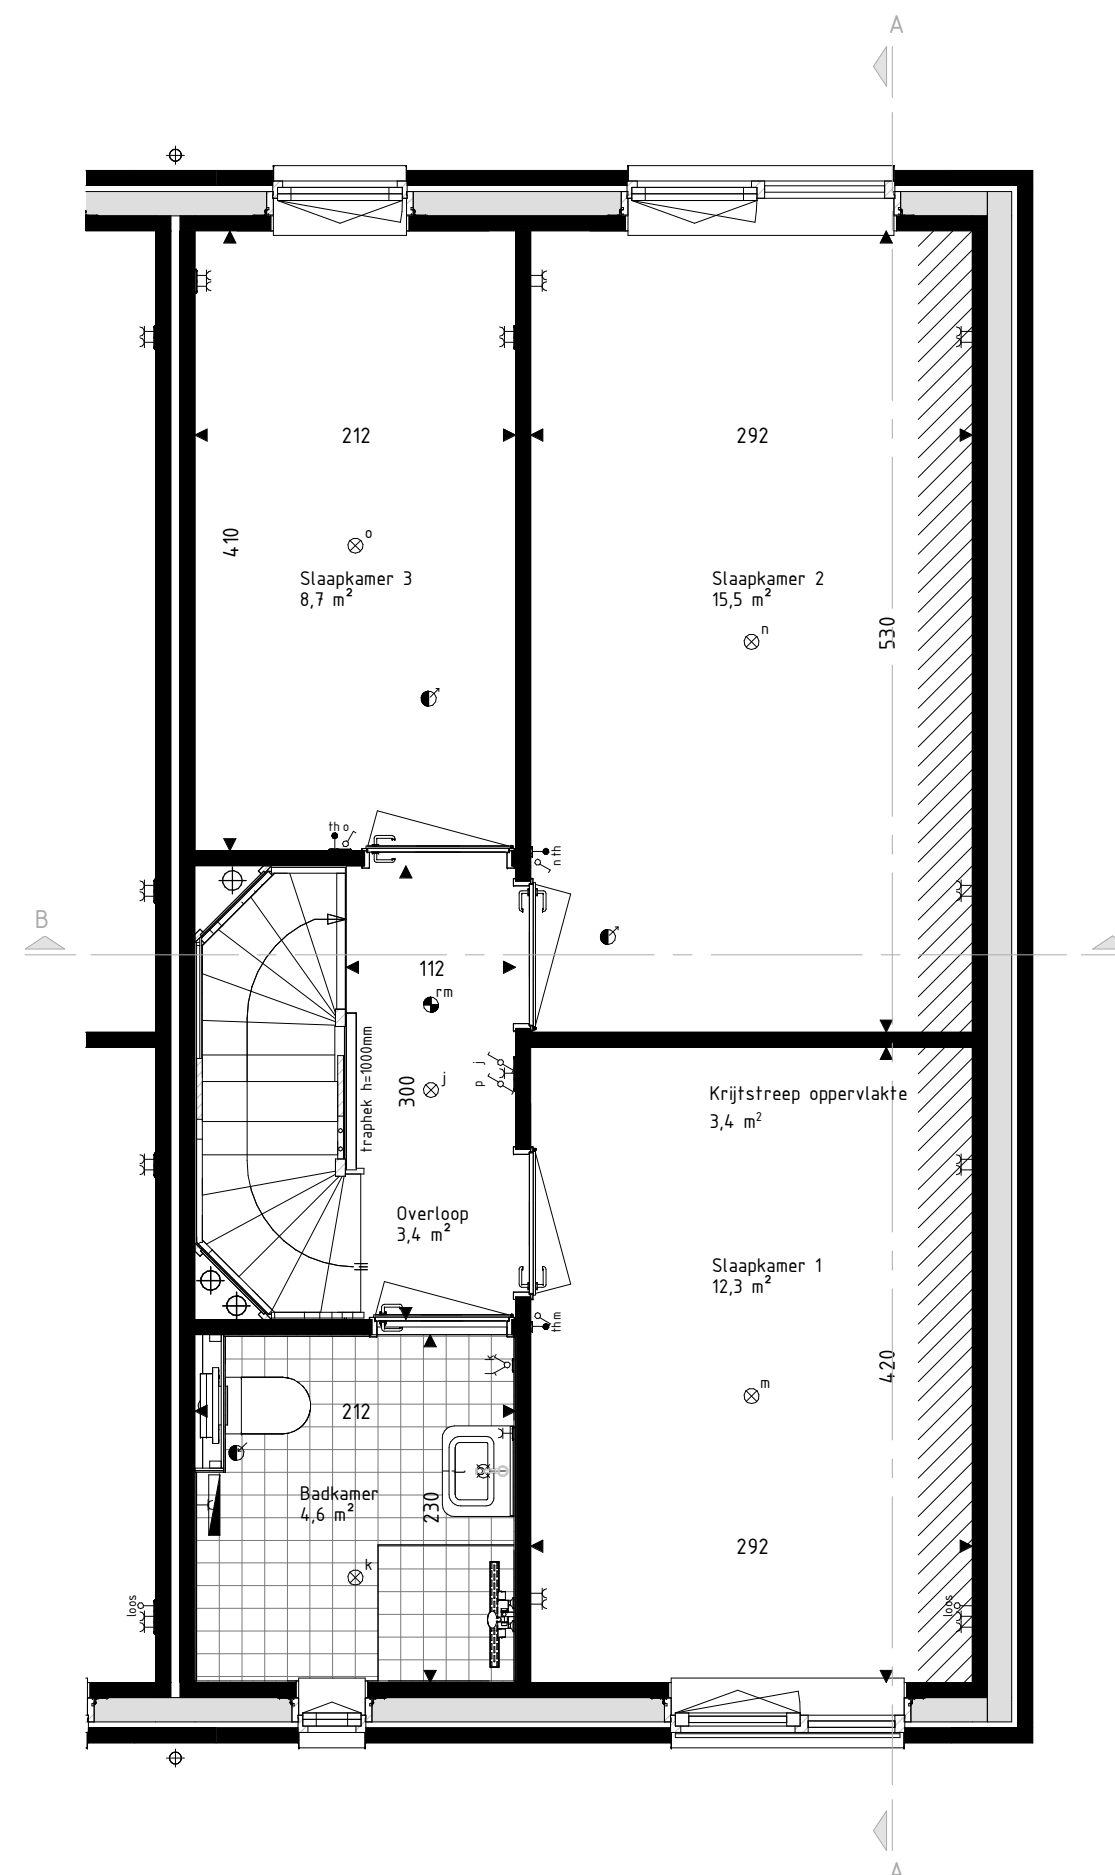 A
212
292
410
o
Slaapkamer 3
8,7 m²
Slaapkamer 2
15,5 m²
n
530
th o
n th
B
112
rm
j
p
traphek h=1000mm
300
j
Krijtstreep oppervlakte
3,4 m²
Overloop
3,4 m²
Slaapkamer 1
12,3 m²
thm
k
l
420
m
212
Badkamer
4,6 m²
230
l
292
k
loos
loos
A